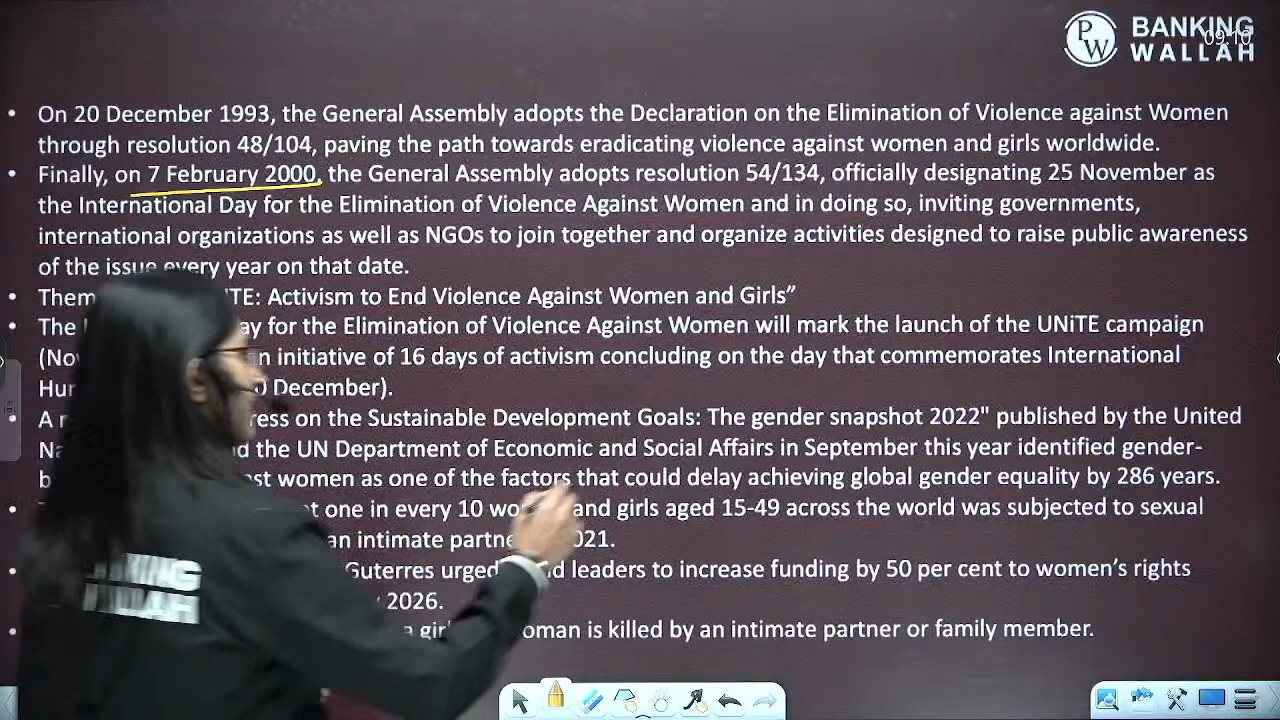 PW BANKING WALLAH
09:10
• On 20 December 1993, the General Assembly adopts the Declaration on the Elimination of Violence against Women
through resolution 48/104, paving the path towards eradicating violence against women and girls worldwide.
• Finally, on 7 February 2000, the General Assembly adopts resolution 54/134, officially designating 25 November as
the International Day for the Elimination of Violence Against Women and in doing so, inviting governments,
international organizations as well as NGOs to join together and organize activities designed to raise public awareness
of the issue every year on that date.
• : Activism to End Violence Against Women and Girls”
• The for the Elimination of Violence Against Women will mark the launch of the UNiTE campaign
initiative of 16 days of activism concluding on the day that commemorates International
December).
• A on the Sustainable Development Goals: The gender snapshot 2022" published by the United
the UN Department of Economic and Social Affairs in September this year identified gender-
women as one of the factors that could delay achieving global gender equality by 286 years.
• one in every 10 and girls aged 15-49 across the world was subjected to sexual
an intimate
• Guterres urged leaders to increase funding by 50 per cent to women’s rights
2026.
• is killed by an intimate partner or family member.